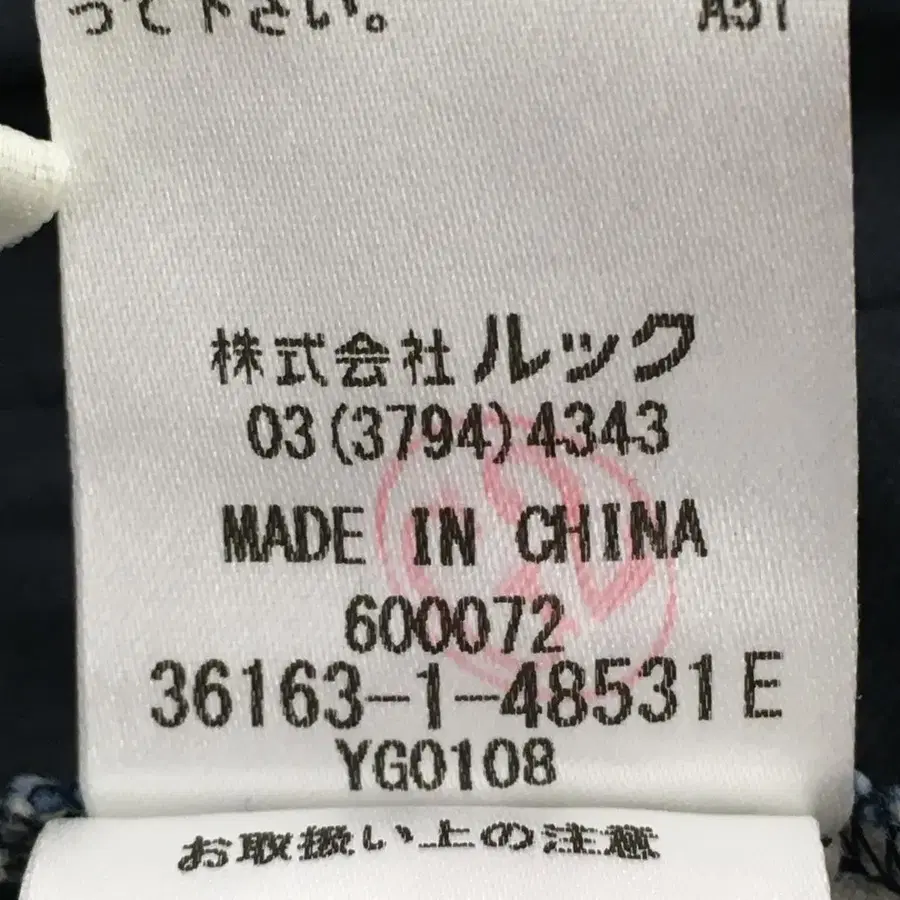 って下さい。 A51
株式会社ルック
03(3794)4343
MADE IN CHINA
600072
36163-1-48531 E
YG0108
お取扱い上の注意